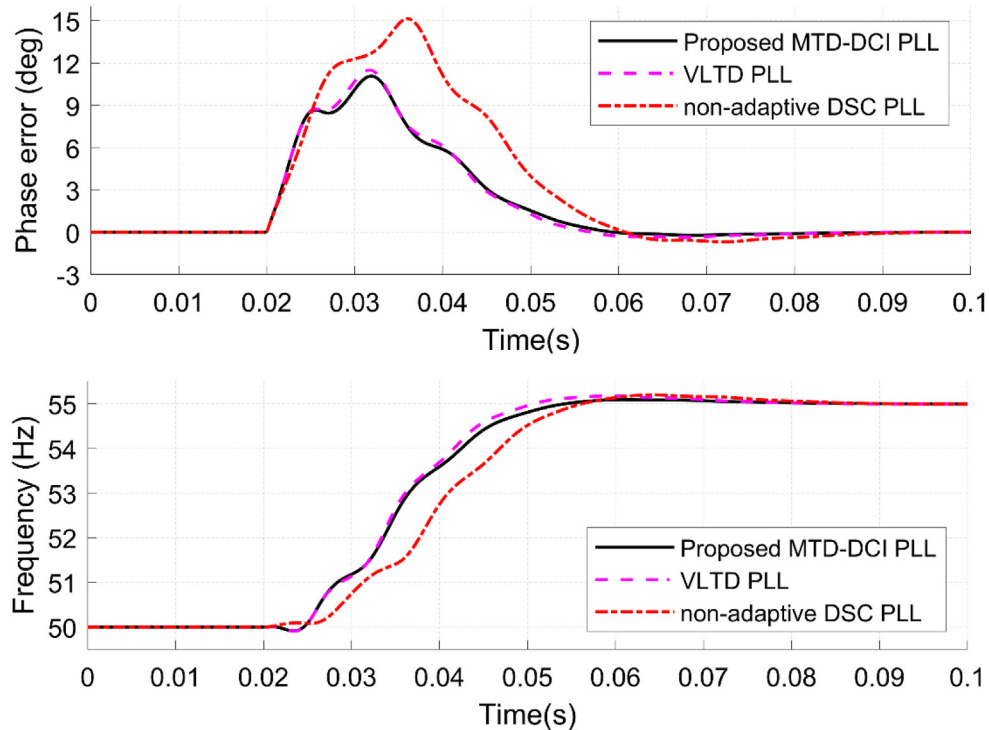 Phase error (deg)
15
12
9
6
3
0
-3
Proposed MTD-DCI PLL
VLTD PLL
non-adaptive DSC PLL
0 0.01 0.02 0.03 0.04 0.05 0.06 0.07 0.08 0.09 0.1
Time(s)
Frequency (Hz)
55
54
53
52
51
50
Proposed MTD-DCI PLL
VLTD PLL
non-adaptive DSC PLL
0 0.01 0.02 0.03 0.04 0.05 0.06 0.07 0.08 0.09 0.1
Time(s)